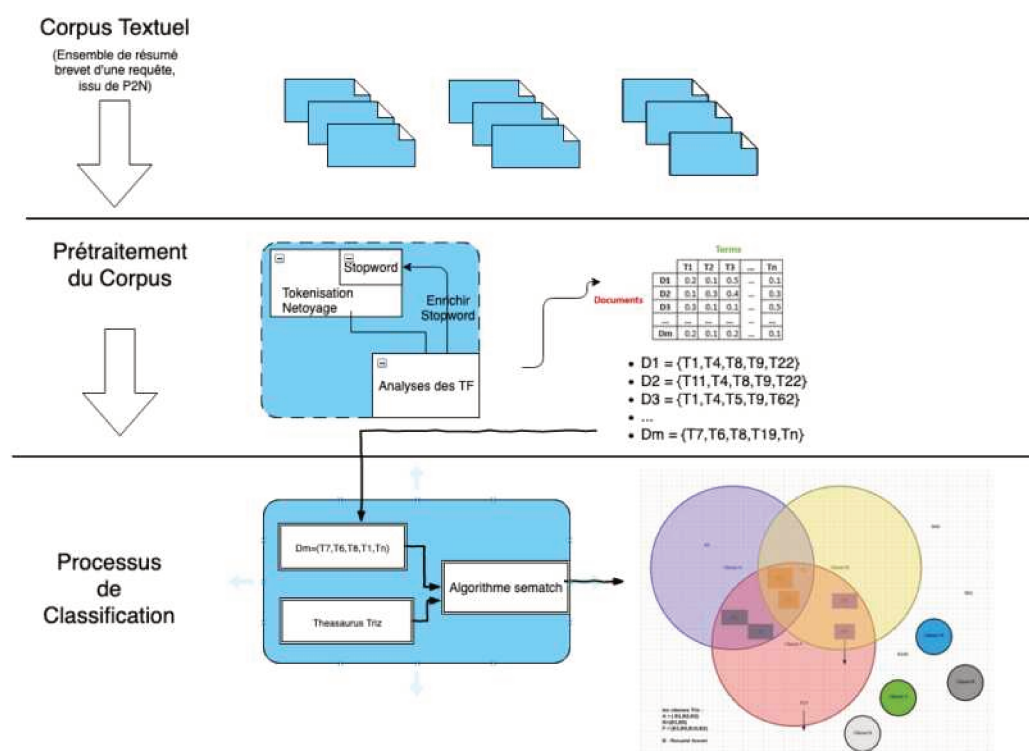 Corpus Textuel
(Ensemble de résumé
brevet d'une requête,
issu de P2N)
Prétraitement
du Corpus
Stopword
Tokenisation
Netoyage
Enrichir
Stopword
Analyses des TF
Terms
Documents
T1 T2 T3 ... Tn
D1 0.2 0.1 0.5 ... 0.1
D2 0.1 0.3 0.4 ... 0.3
D3 0.3 0.1 0.1 ... 0.5
... ... ... ... ... ...
Dm 0.2 0.1 0.2 ... 0.1
• D1 = {T1,T4,T8,T9,T22}
• D2 = {T11,T4,T8,T9,T22}
• D3 = {T1,T4,T5,T9,T62}
• ...
• Dm = {T7,T6,T8,T19,Tn}
Processus
de
Classification
Dm=(T7,T6,T8,T1,Tn)
Theasaurus Triz
Algorithme sematch